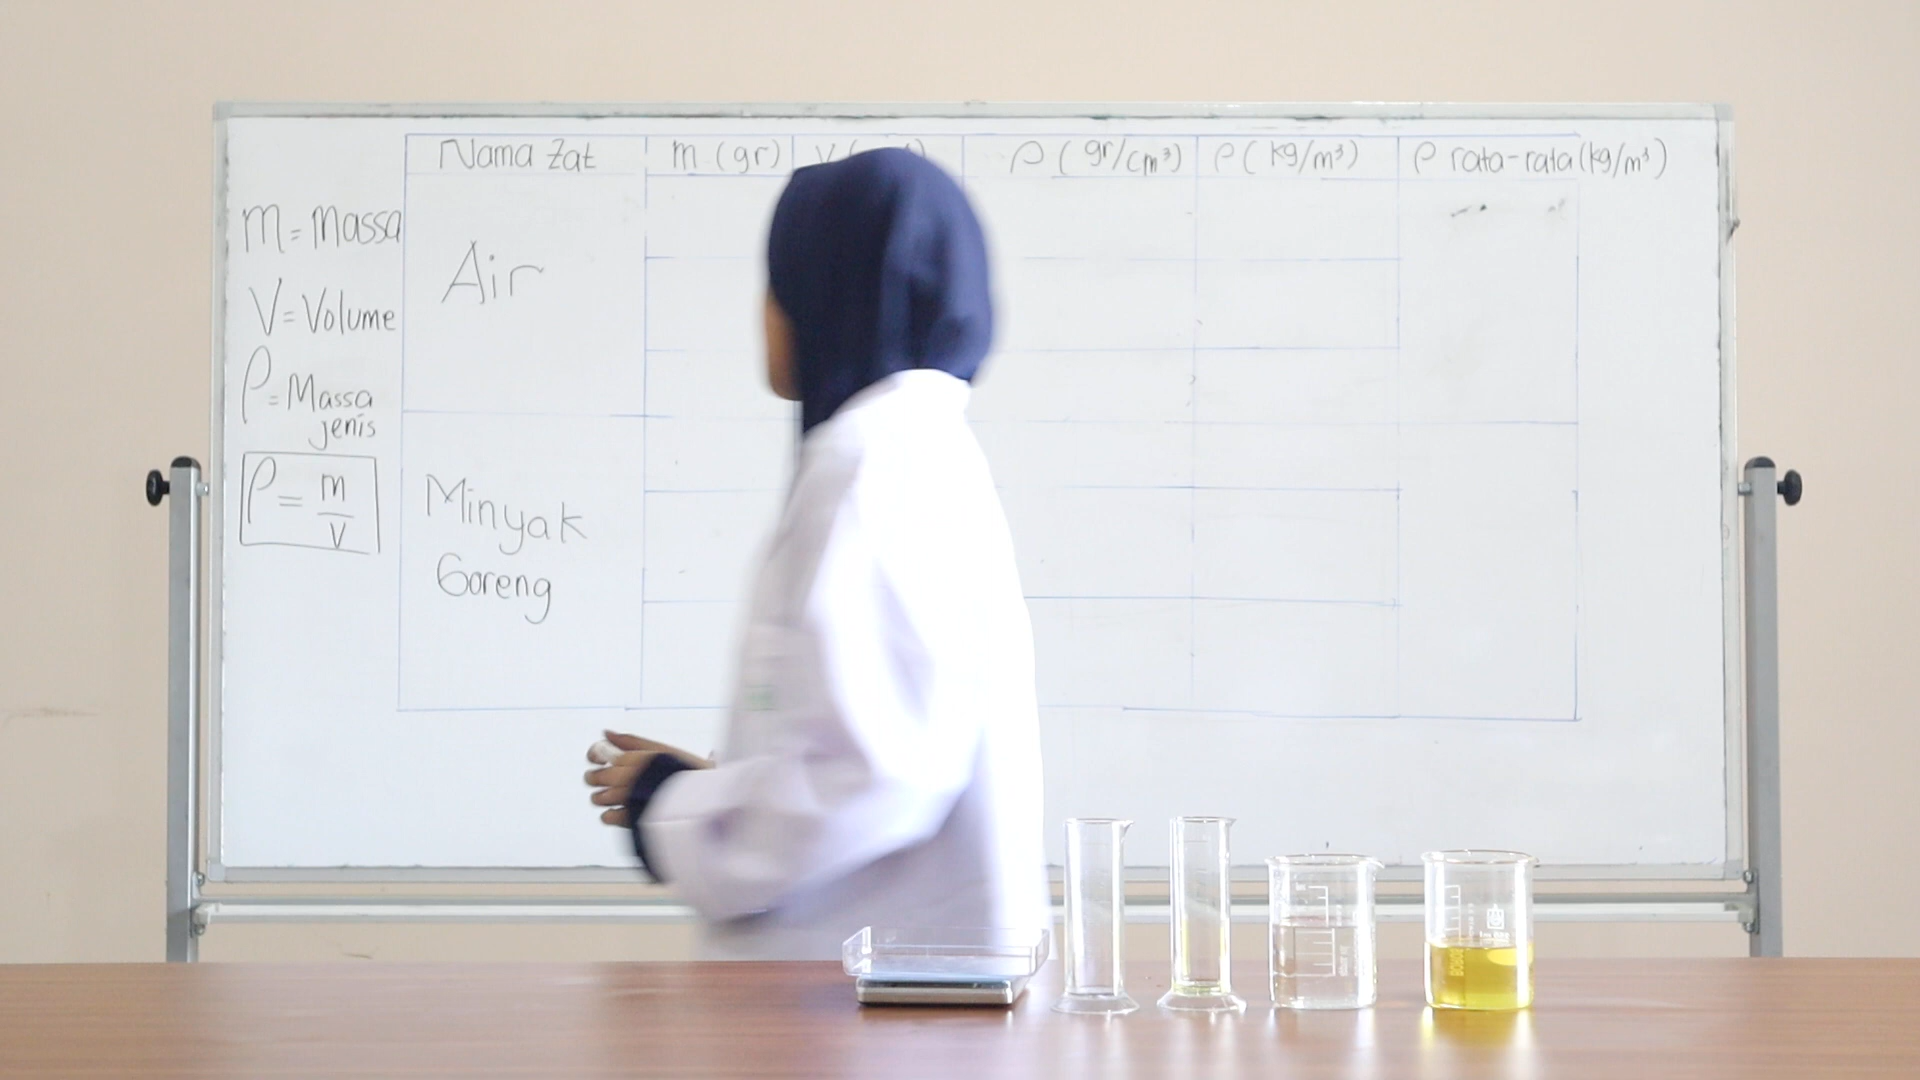 Nama Zat m (gr) V ρ (gr/cm³) ρ (kg/m³) ρ rata-rata (kg/m³)
m = Massa
V = Volume
ρ = Massa
jenis
ρ = m
V
Air
Minyak
Goreng